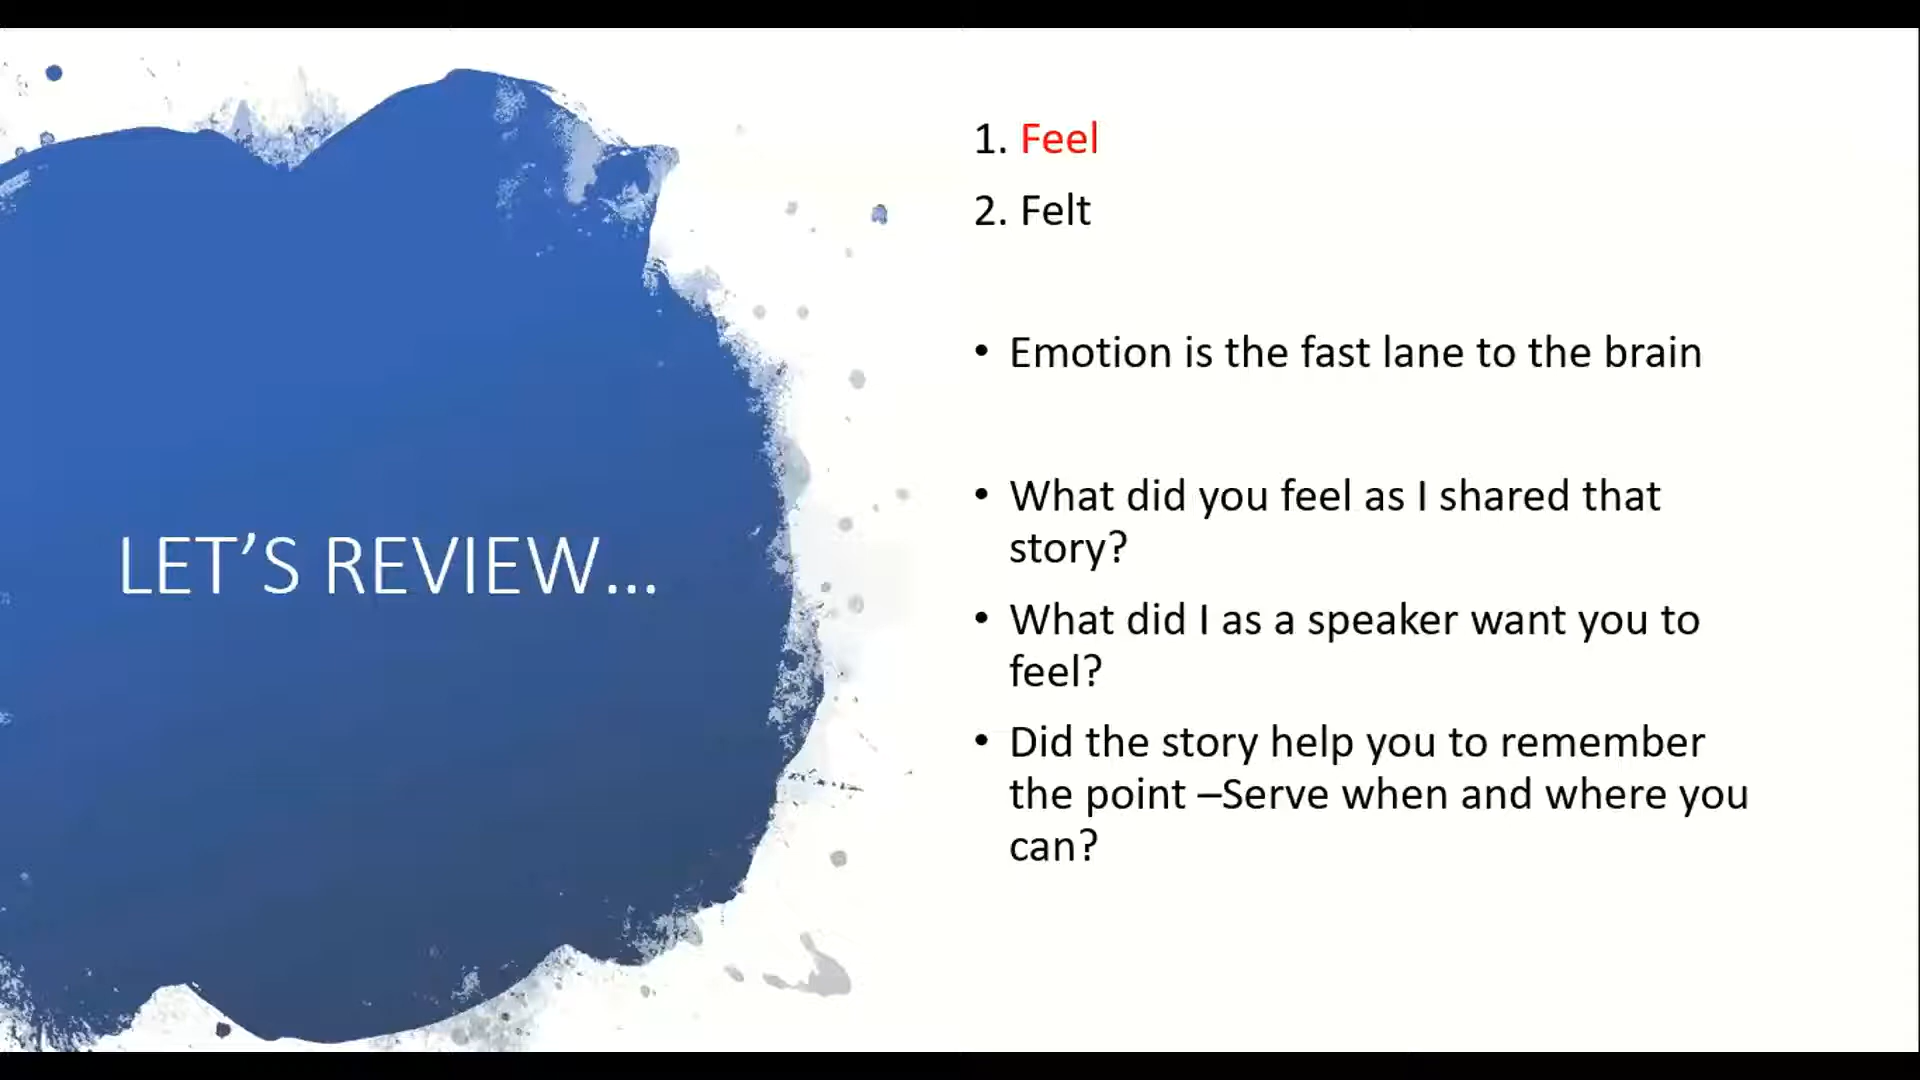 LET’S REVIEW…
1. Feel
2. Felt
• Emotion is the fast lane to the brain
• What did you feel as I shared that
story?
• What did I as a speaker want you to
feel?
• Did the story help you to remember
the point –Serve when and where you
can?